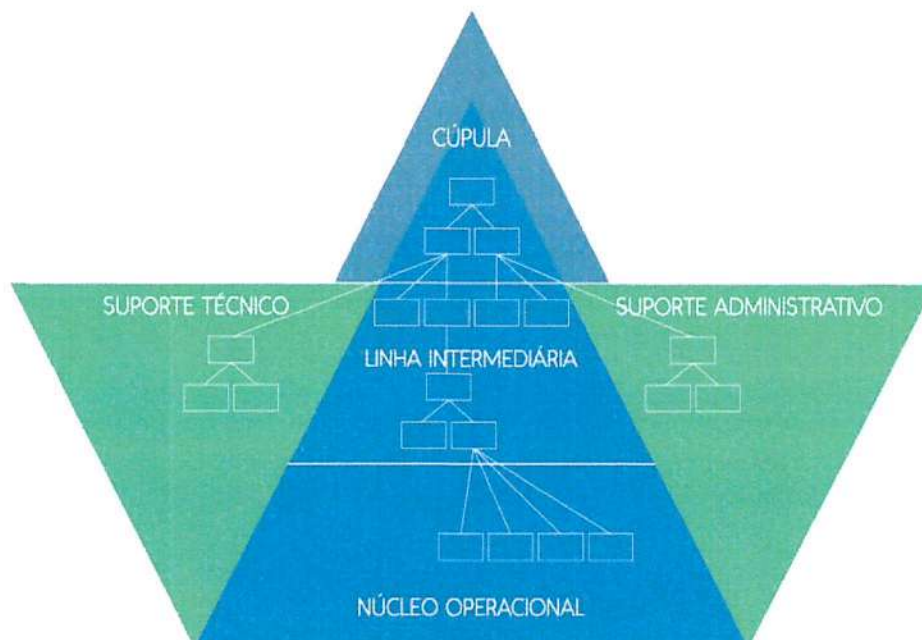 CÚPULA
SUPORTE TÉCNICO
SUPORTE ADMINISTRATIVO
LINHA INTERMEDIÁRIA
NÚCLEO OPERACIONAL